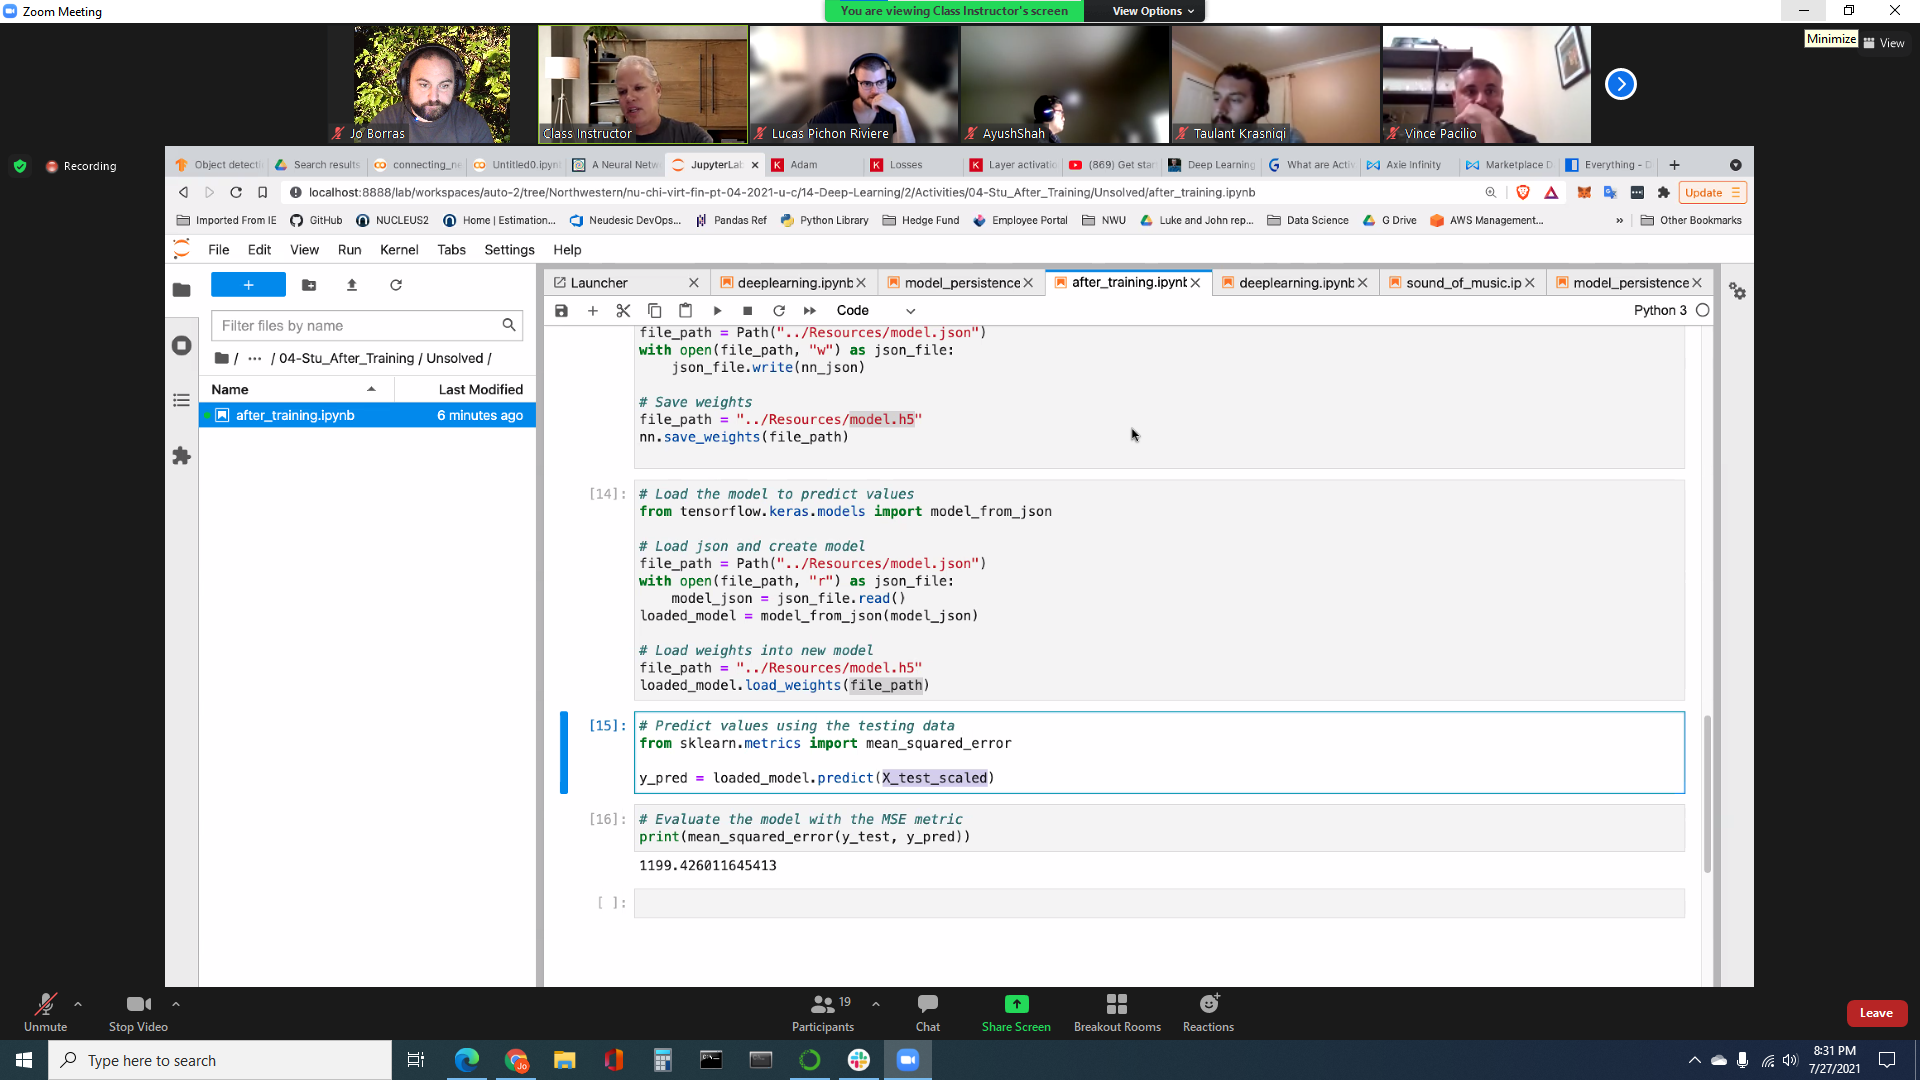 Zoom Meeting
You are viewing Class Instructor's screen
View Options
Minimize
View
Jo Borras
Class Instructor
Lucas Pichon Riviere
AyushShah
Taulant Krasniqi
Vince Pacilio
Recording
Object detecti
Search results
connecting_ne
Untitled0.ipyn
A Neural Netw
JupyterLab
Adam
Losses
Layer activatio
(869) Get star
Deep Learning
What are Activ
Axie Infinity
Marketplace D
Everything - D
localhost:8888/lab/workspaces/auto-2/tree/Northwestern/nu-chi-virt-fin-pt-04-2021-u-c/14-Deep-Learning/2/Activities/04-Stu_After_Training/Unsolved/after_training.ipynb
Update
Imported From IE
GitHub
NUCLEUS2
Home | Estimation...
Neudesic DevOps...
Pandas Ref
Python Library
Hedge Fund
Employee Portal
NWU
Luke and John rep...
Data Science
G Drive
AWS Management...
»
Other Bookmarks
File Edit View Run Kernel Tabs Settings Help
Launcher
deeplearning.ipynb
model_persistence
after_training.ipynb
deeplearning.ipynb
sound_of_music.ip
model_persistence
Code
Python 3
Filter files by name
/ ··· / 04-Stu_After_Training / Unsolved /
Name Last Modified
after_training.ipynb 6 minutes ago
file_path = Path("../Resources/model.json")
with open(file_path, "w") as json_file:
    json_file.write(nn_json)
# Save weights
file_path = "../Resources/model.h5"
nn.save_weights(file_path)
[14]: # Load the model to predict values
from tensorflow.keras.models import model_from_json
# Load json and create model
file_path = Path("../Resources/model.json")
with open(file_path, "r") as json_file:
    model_json = json_file.read()
loaded_model = model_from_json(model_json)
# Load weights into new model
file_path = "../Resources/model.h5"
loaded_model.load_weights(file_path)
[15]: # Predict values using the testing data
from sklearn.metrics import mean_squared_error
y_pred = loaded_model.predict(X_test_scaled)
[16]: # Evaluate the model with the MSE metric
print(mean_squared_error(y_test, y_pred))
1199.426011645413
[ ]:
Unmute
Stop Video
19
Participants
Chat
Share Screen
Breakout Rooms
Reactions
Leave
Type here to search
8:31 PM
7/27/2021